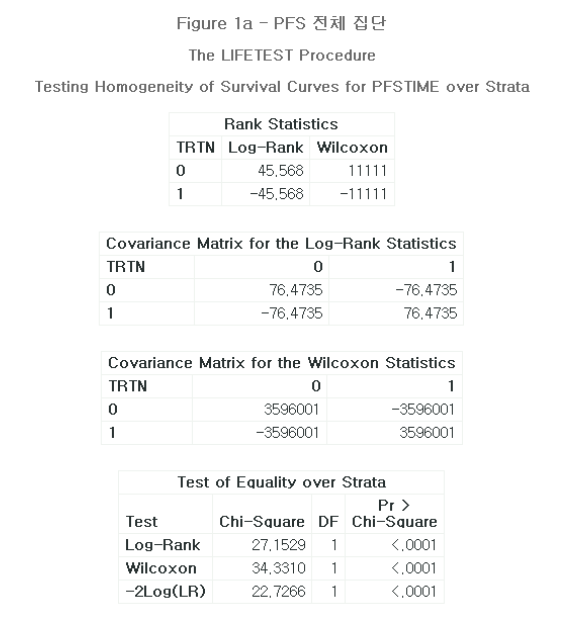 Figure 1a - PFS 전체 집단
The LIFETEST Procedure
Testing Homogeneity of Survival Curves for PFSTIME over Strata
Rank Statistics
TRTN Log-Rank Wilcoxon
0 45.568 11111
1 -45.568 -11111
Covariance Matrix for the Log-Rank Statistics
TRTN 0 1
0 76.4735 -76.4735
1 -76.4735 76.4735
Covariance Matrix for the Wilcoxon Statistics
TRTN 0 1
0 3596001 -3596001
1 -3596001 3596001
Test of Equality over Strata
Pr >
Test Chi-Square DF Chi-Square
Log-Rank 27.1529 1 <.0001
Wilcoxon 34.3310 1 <.0001
-2Log(LR) 22.7266 1 <.0001